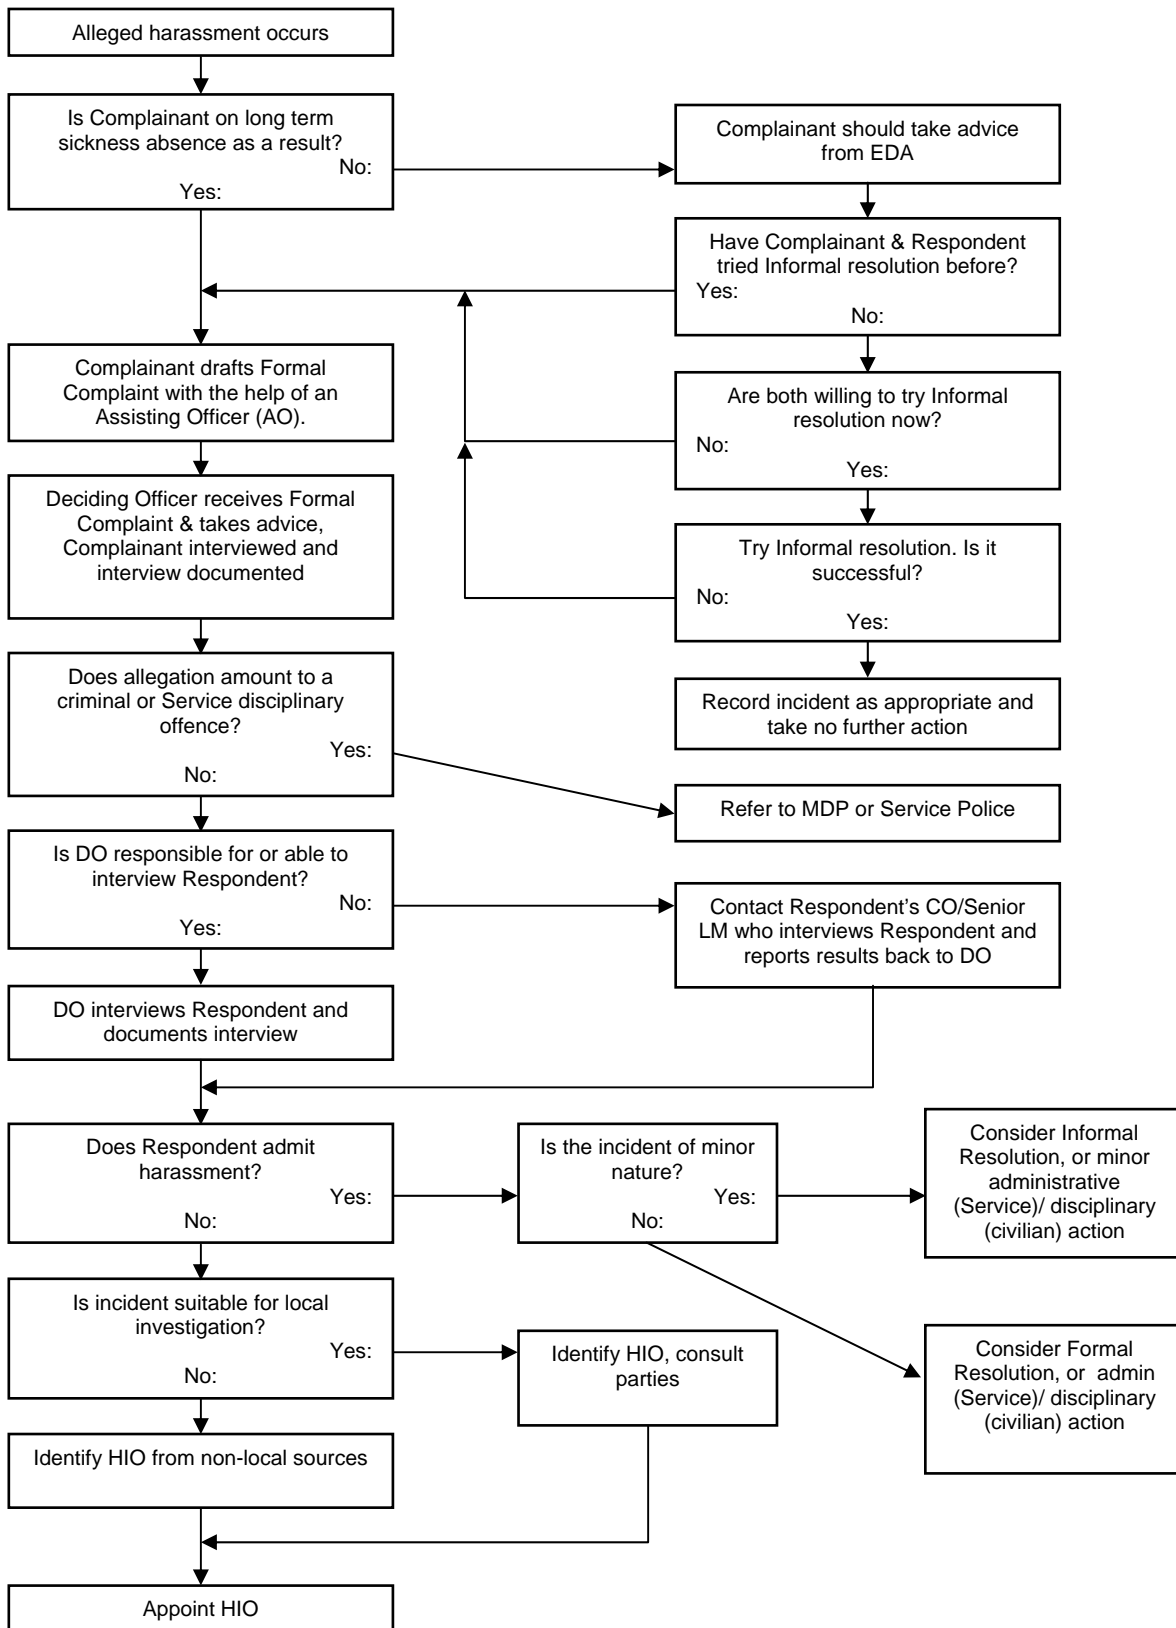 Alleged harassment occurs
Is Complainant on long term
sickness absence as a result?
No:
Yes:
Complainant should take advice
from EDA
Have Complainant & Respondent
tried Informal resolution before?
Yes:
No:
Complainant drafts Formal
Complaint with the help of an
Assisting Officer (AO).
Are both willing to try Informal
resolution now?
No:
Yes:
Deciding Officer receives Formal
Complaint & takes advice,
Complainant interviewed and
interview documented
Try Informal resolution. Is it
successful?
No:
Yes:
Does allegation amount to a
criminal or Service disciplinary
offence?
Yes:
No:
Record incident as appropriate and
take no further action
Refer to MDP or Service Police
Is DO responsible for or able to
interview Respondent?
No:
Yes:
Contact Respondent's CO/Senior
LM who interviews Respondent and
reports results back to DO
DO interviews Respondent and
documents interview
Does Respondent admit
harassment?
Yes:
No:
Is the incident of minor
nature?
Yes:
No:
Consider Informal
Resolution, or minor
administrative
(Service)/ disciplinary
(civilian) action
Is incident suitable for local
investigation?
Yes:
No:
Identify HIO, consult
parties
Consider Formal
Resolution, or admin
(Service)/ disciplinary
(civilian) action
Identify HIO from non-local sources
Appoint HIO